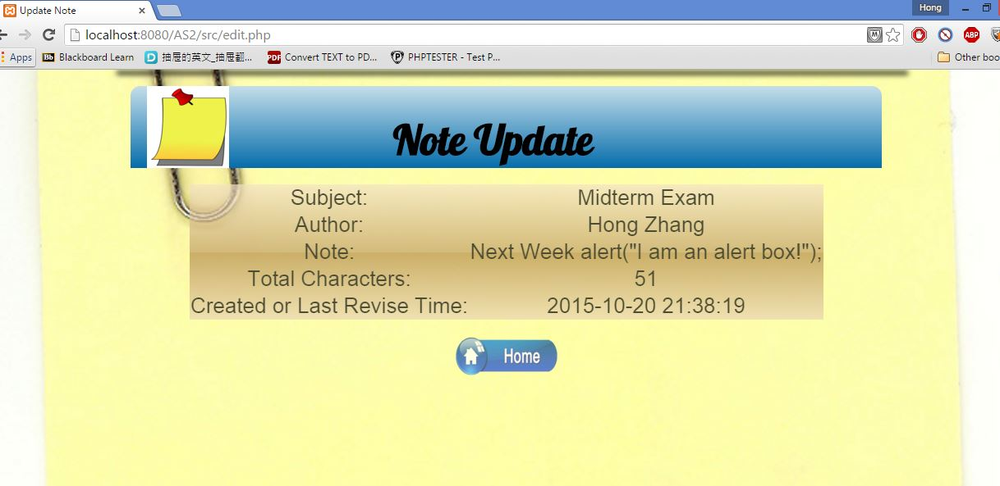 Update Note
Hong
localhost:8080/AS2/src/edit.php
ABP
Apps
Bb Blackboard Learn
抽屉的英文_抽屉翻...
PDF Convert TEXT to PD...
P PHPTESTER - Test P...
Other boo
Note Update
Subject: Midterm Exam
Author: Hong Zhang
Note: Next Week alert("I am an alert box!");
Total Characters: 51
Created or Last Revise Time: 2015-10-20 21:38:19
Home